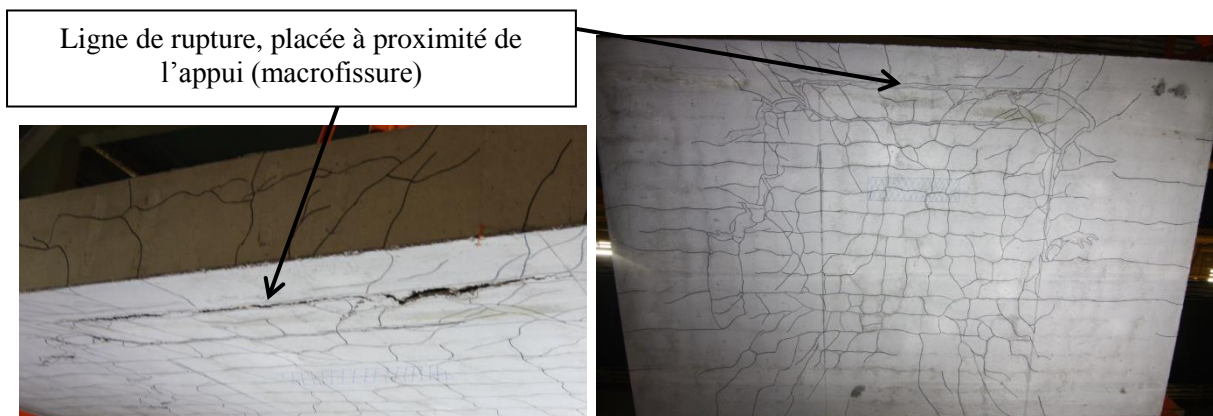 Ligne de rupture, placée à proximité de
l’appui (macrofissure)